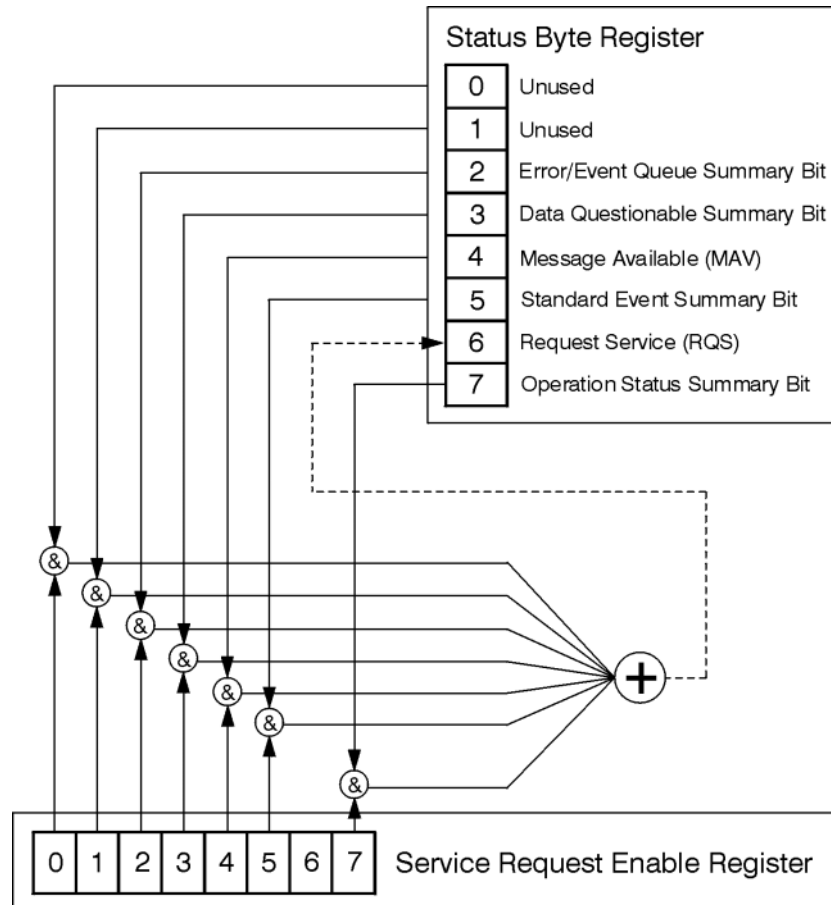 Status Byte Register
0 Unused
1 Unused
2 Error/Event Queue Summary Bit
3 Data Questionable Summary Bit
4 Message Available (MAV)
5 Standard Event Summary Bit
6 Request Service (RQS)
7 Operation Status Summary Bit
&
&
&
&
&
&
+
&
0 1 2 3 4 5 6 7 Service Request Enable Register